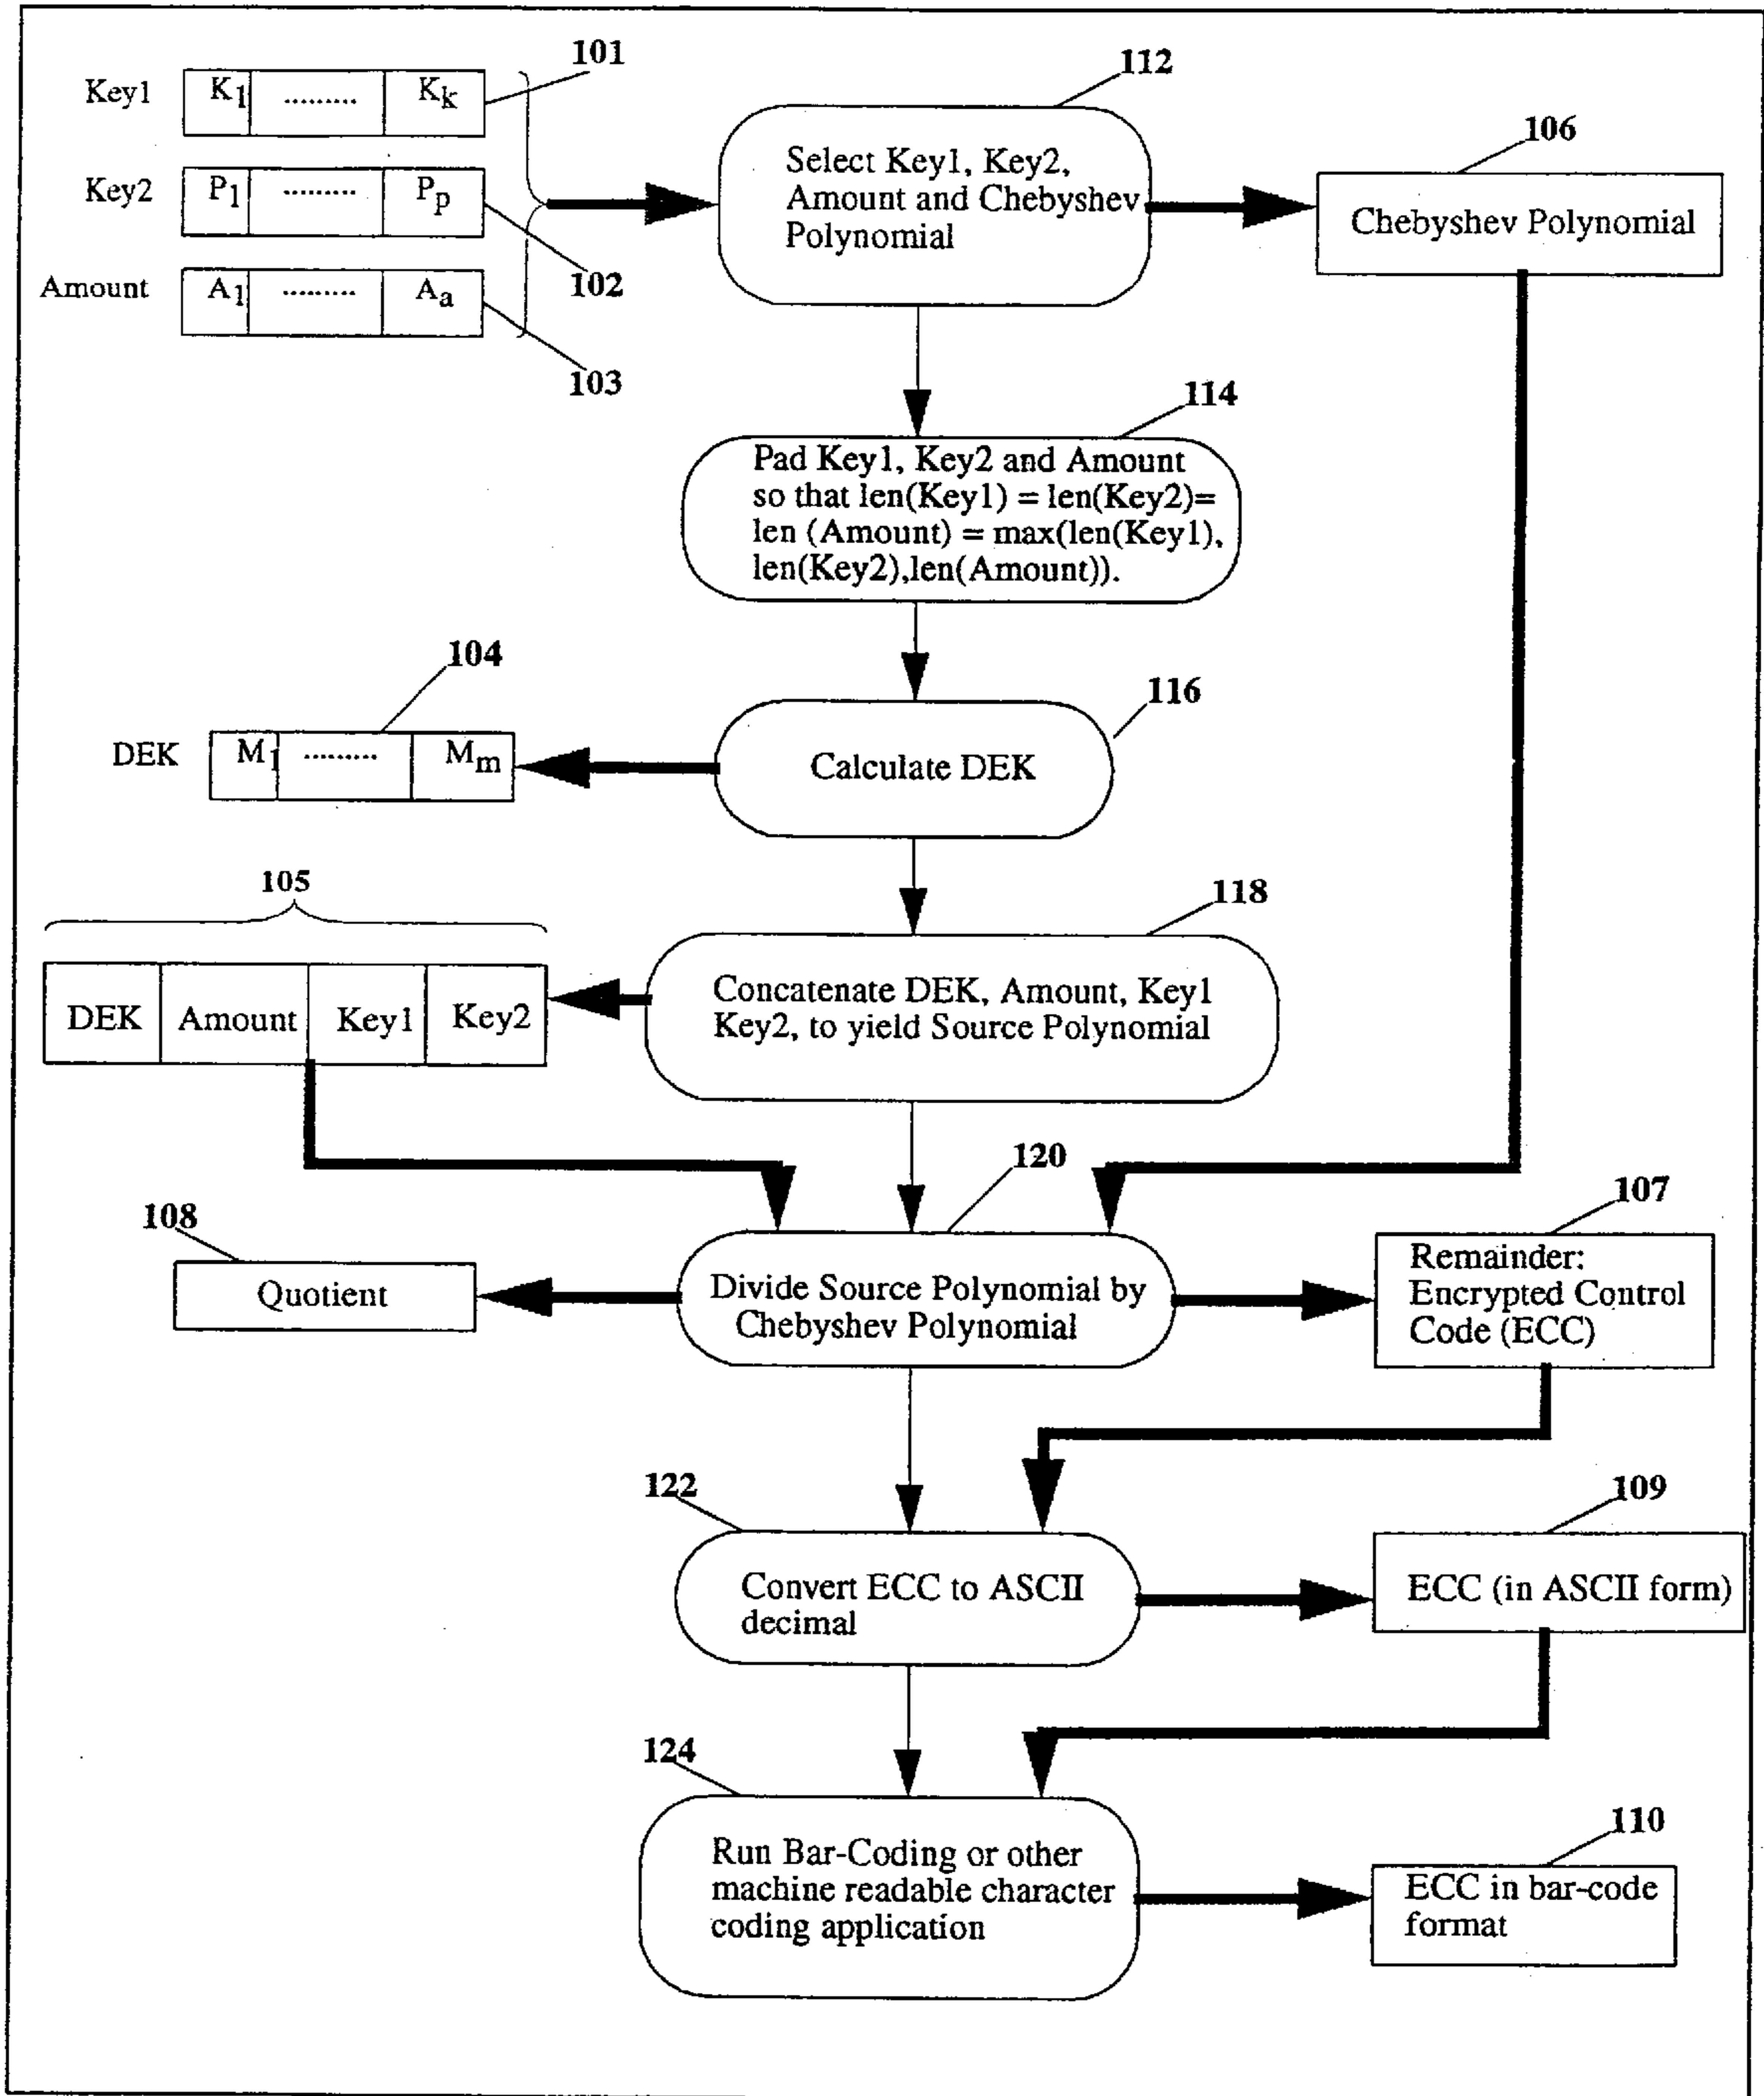 101
112
106
Key1 K1 ......... Kk
Select Key1, Key2,
Amount and Chebyshev
Polynomial
Chebyshev Polynomial
Key2 P1 ......... Pp
102
Amount A1 ......... Aa
103
114
Pad Key1, Key2 and Amount
so that len(Key1) = len(Key2)=
len (Amount) = max(len(Key1),
len(Key2),len(Amount)).
104
116
DEK M1 ......... Mm
Calculate DEK
105
118
DEK Amount Key1 Key2
Concatenate DEK, Amount, Key1
Key2, to yield Source Polynomial
120
108
107
Quotient
Divide Source Polynomial by
Chebyshev Polynomial
Remainder:
Encrypted Control
Code (ECC)
122
109
Convert ECC to ASCII
decimal
ECC (in ASCII form)
124
110
Run Bar-Coding or other
machine readable character
coding application
ECC in bar-code
format